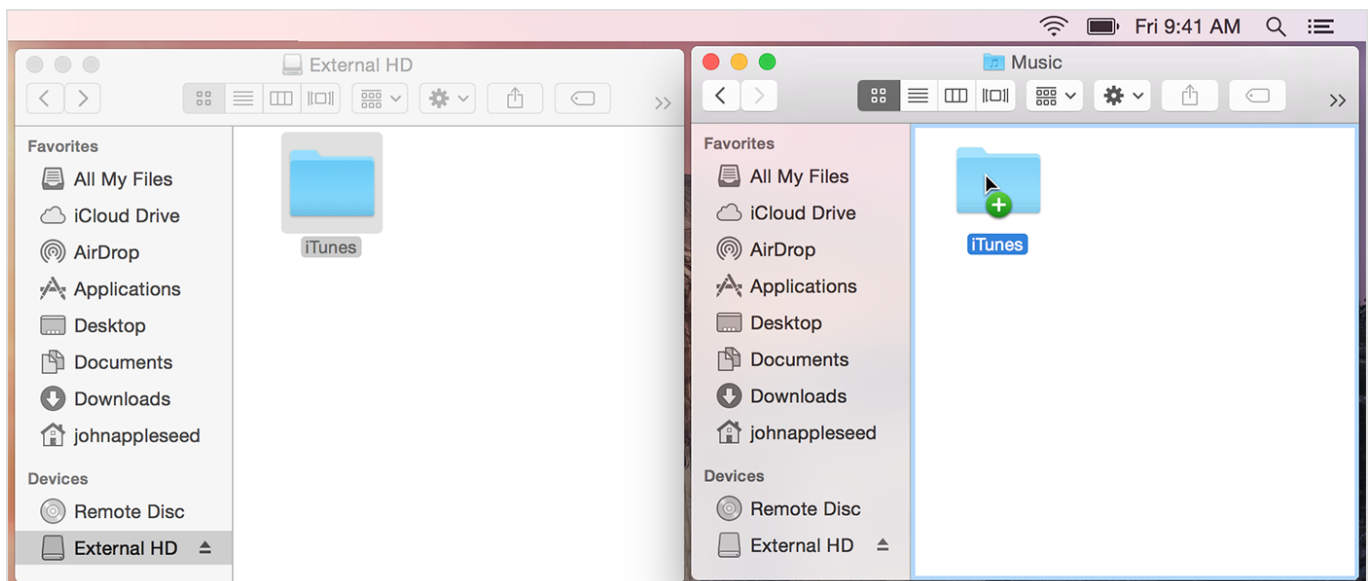 Fri 9:41 AM
External HD
Favorites
All My Files
iCloud Drive
AirDrop
Applications
Desktop
Documents
Downloads
johnappleseed
Devices
Remote Disc
External HD
iTunes
Music
Favorites
All My Files
iCloud Drive
AirDrop
Applications
Desktop
Documents
Downloads
johnappleseed
Devices
Remote Disc
External HD
iTunes